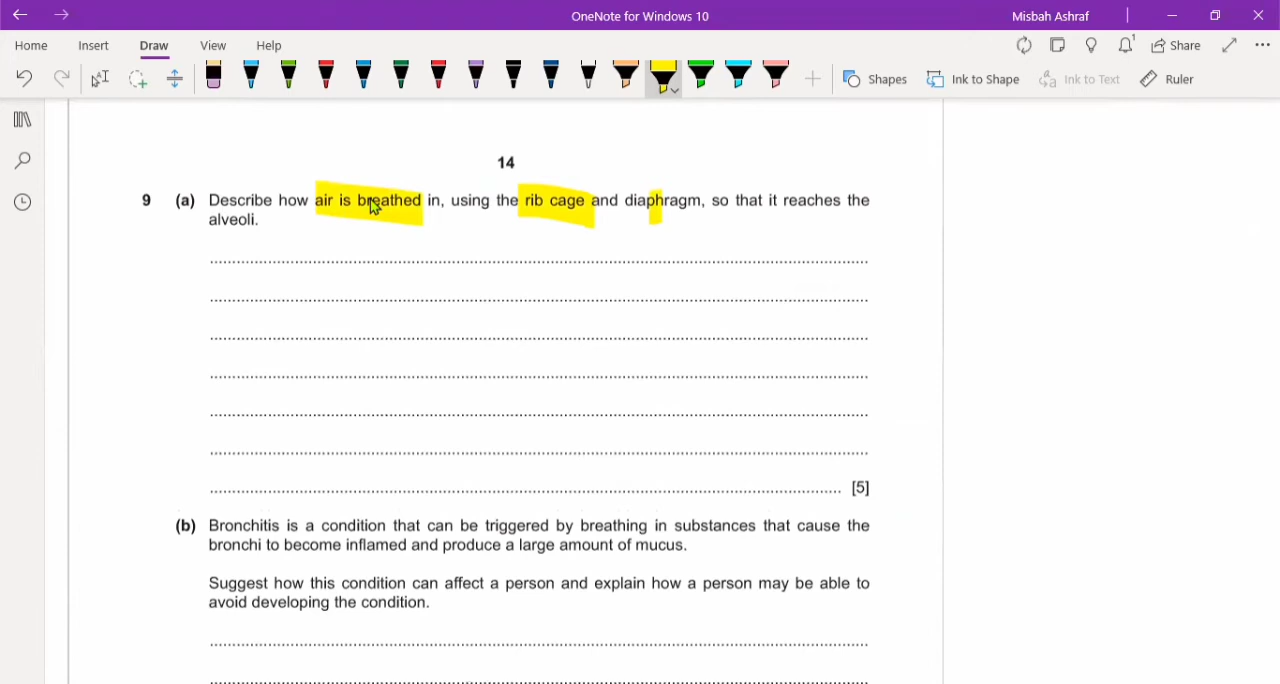 OneNote for Windows 10
Misbah Ashraf
Home Insert Draw View Help
1
Share
Shapes
Ink to Shape
Ink to Text
Ruler
14
9 (a) Describe how air is breathed in, using the rib cage and diaphragm, so that it reaches the
alveoli.
..........................................................................................
..........................................................................................
..........................................................................................
..........................................................................................
..........................................................................................
..........................................................................................
.......................................................................................... [5]
(b) Bronchitis is a condition that can be triggered by breathing in substances that cause the
bronchi to become inflamed and produce a large amount of mucus.
Suggest how this condition can affect a person and explain how a person may be able to
avoid developing the condition.
..........................................................................................
..........................................................................................